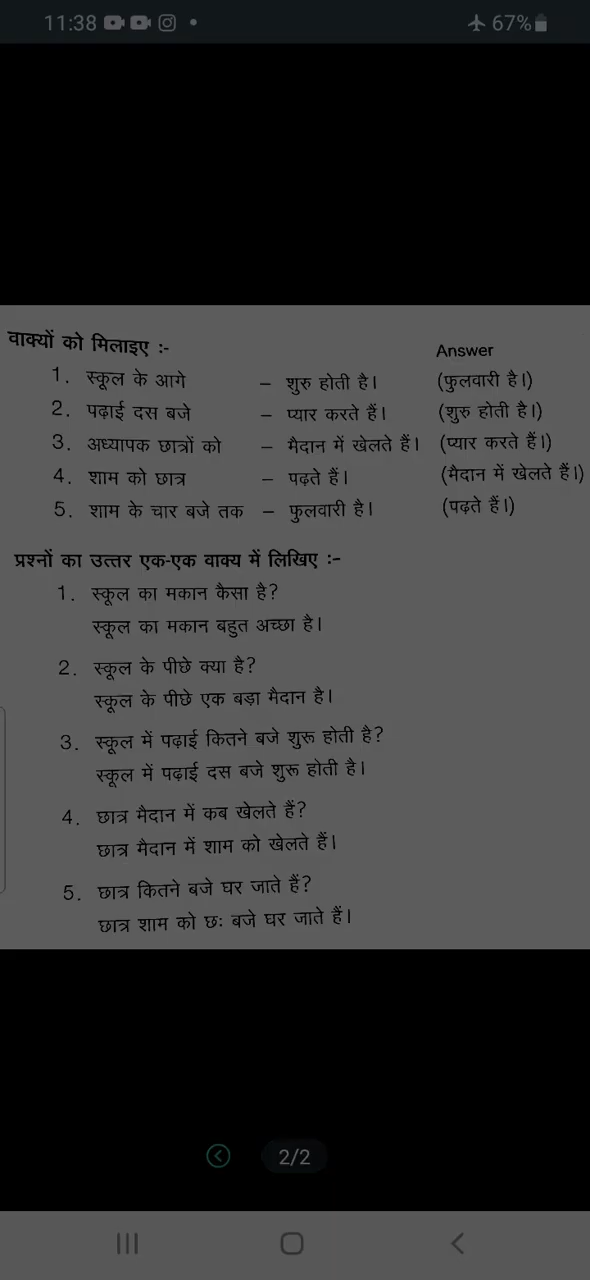 11:38 67%
वाक्यों को मिलाइए :-
Answer
1. स्कूल के आगे – शुरु होती है। (फुलवारी है।)
2. पढ़ाई दस बजे – प्यार करते हैं। (शुरु होती है।)
3. अध्यापक छात्रों को – मैदान में खेलते हैं। (प्यार करते हैं।)
4. शाम को छात्र – पढ़ते हैं। (मैदान में खेलते हैं।)
5. शाम के चार बजे तक – फुलवारी है। (पढ़ते हैं।)
प्रश्नों का उत्त्तर एक-एक वाक्य में लिखिए :-
1. स्कूल का मकान कैसा है?
स्कूल का मकान बहुत अच्छा है।
2. स्कूल के पीछे क्या है?
स्कूल के पीछे एक बड़ा मैदान है।
3. स्कूल में पढ़ाई कितने बजे शुरू होती है?
स्कूल में पढ़ाई दस बजे शुरू होती है।
4. छात्र मैदान में कब खेलते हैं?
छात्र मैदान में शाम को खेलते हैं।
5. छात्र कितने बजे घर जाते हैं?
छात्र शाम को छः बजे घर जाते हैं।
2/2